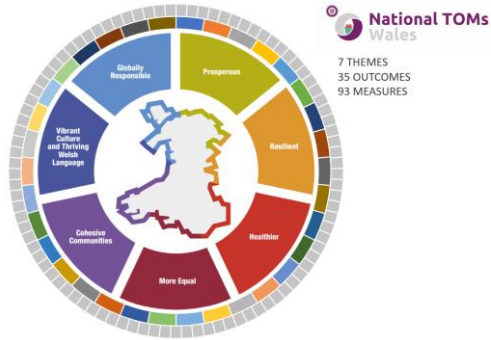 National TOMs
Wales
7 THEMES
35 OUTCOMES
93 MEASURES
Globally
Responsible
Prosperous
Vibrant
Culture
and Thriving
Welsh
Language
Resilient
Cohesive
Communities
Healthier
More Equal